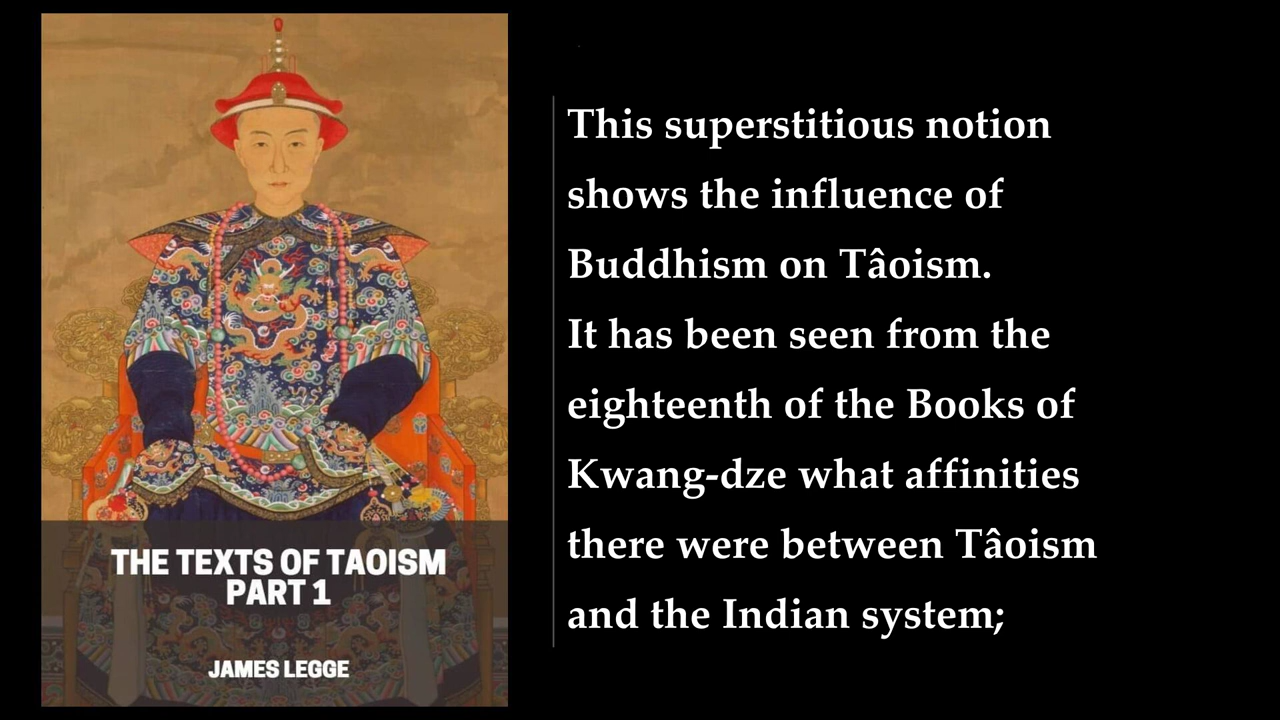 THE TEXTS OF TAOISM
PART 1
JAMES LEGGE
This superstitious notion
shows the influence of
Buddhism on Tâoism.
It has been seen from the
eighteenth of the Books of
Kwang-dze what affinities
there were between Tâoism
and the Indian system;